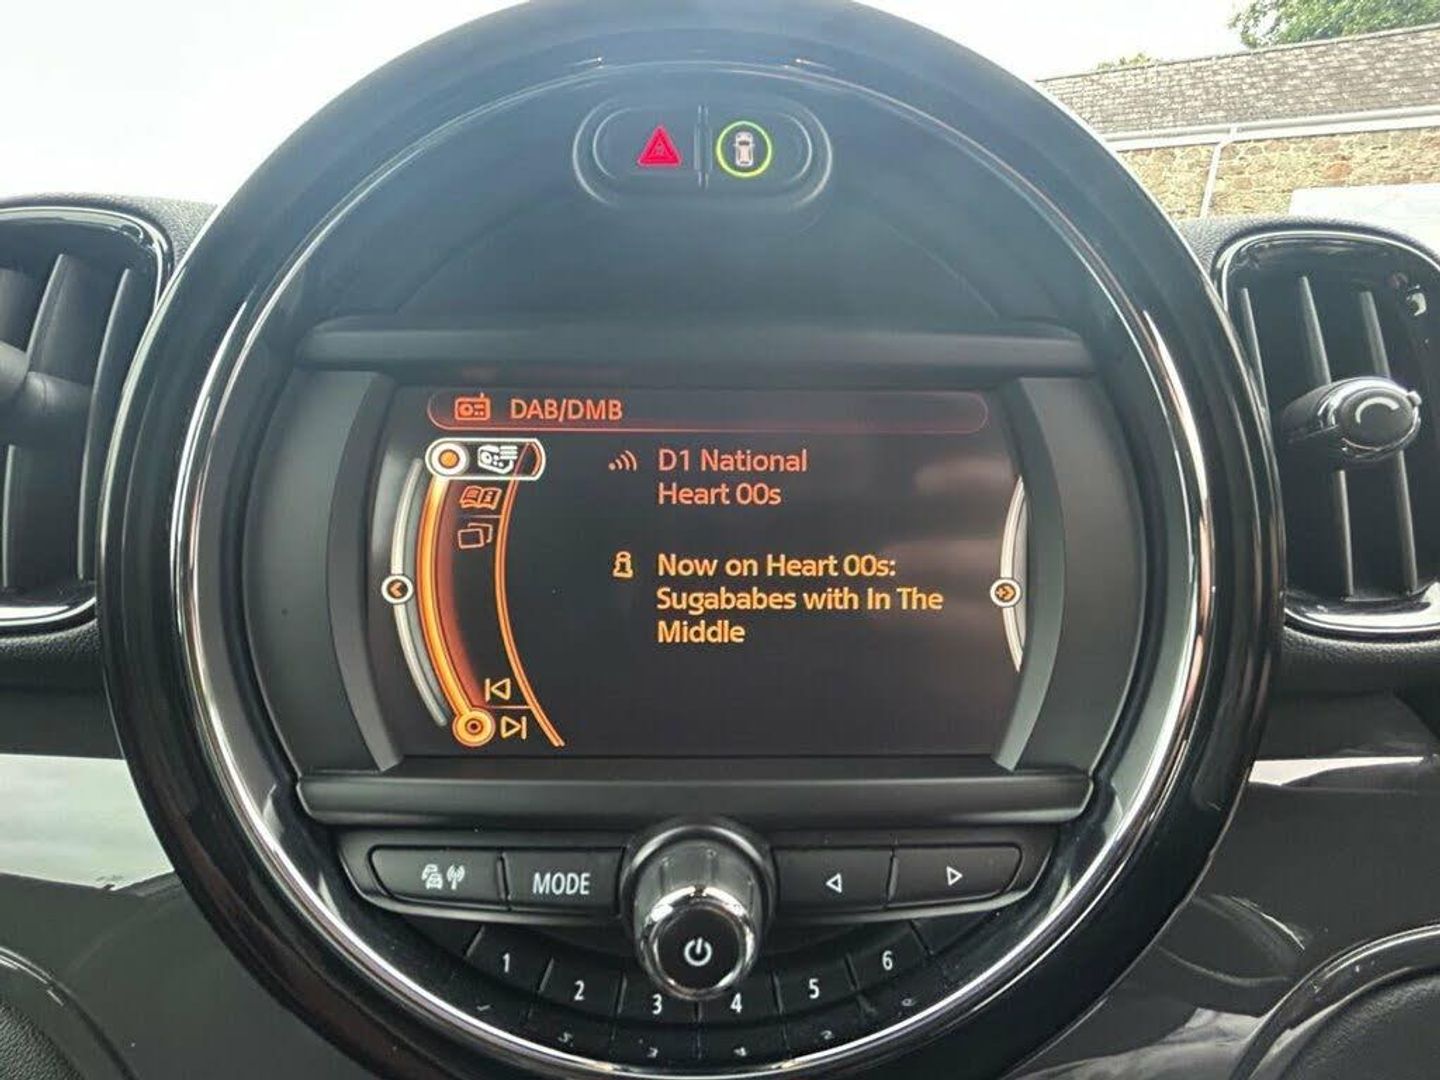 DAB/DMB
D1 National
Heart 00s
Now on Heart 00s:
Sugababes with In The
Middle
MODE
1 2 3 4 5 6